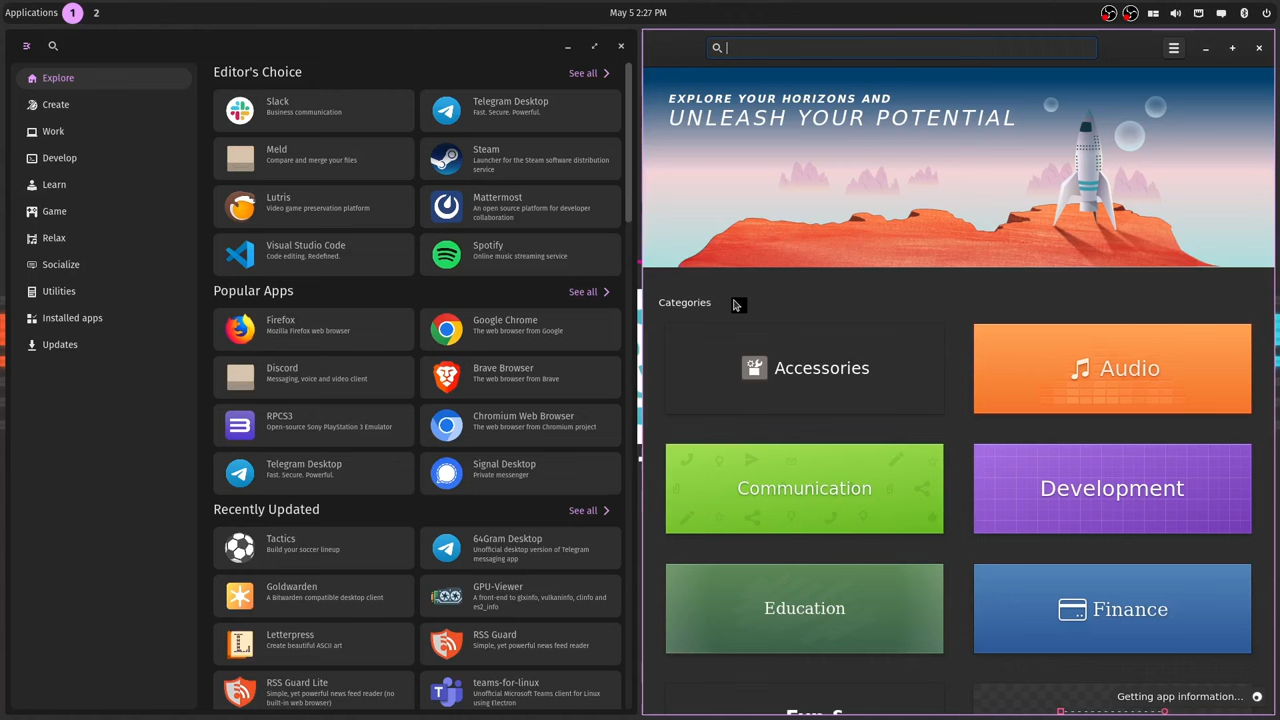 Applications 1 2 May 5 2:27 PM
Explore
Create
Work
Develop
Learn
Game
Relax
Socialize
Utilities
Installed apps
Updates
Editor's Choice See all
Slack
Business communication
Telegram Desktop
Fast. Secure. Powerful.
Meld
Compare and merge your files
Steam
Launcher for the Steam software distribution
service
Lutris
Video game preservation platform
Mattermost
An open source platform for developer
collaboration
Visual Studio Code
Code editing. Redefined.
Spotify
Online music streaming service
Popular Apps See all
Firefox
Mozilla Firefox web browser
Google Chrome
The web browser from Google
Discord
Messaging, voice and video client
Brave Browser
The web browser from Brave
RPCS3
Open-source Sony PlayStation 3 Emulator
Chromium Web Browser
The web browser from Chromium project
Telegram Desktop
Fast. Secure. Powerful.
Signal Desktop
Private messenger
Recently Updated See all
Tactics
Build your soccer lineup
64Gram Desktop
Unofficial desktop version of Telegram
messaging app
Goldwarden
A Bitwarden compatible desktop client
GPU-Viewer
A front-end to glxinfo, vulkaninfo, clinfo and
es2_info
Letterpress
Create beautiful ASCII art
RSS Guard
Simple, yet powerful news feed reader
RSS Guard Lite
Simple, yet powerful news feed reader (no
built-in web browser)
teams-for-linux
Unofficial Microsoft Teams client for Linux
using Electron
EXPLORE YOUR HORIZONS AND
UNLEASH YOUR POTENTIAL
Categories
Accessories
Audio
Communication
Development
Education
Finance
Getting app information...